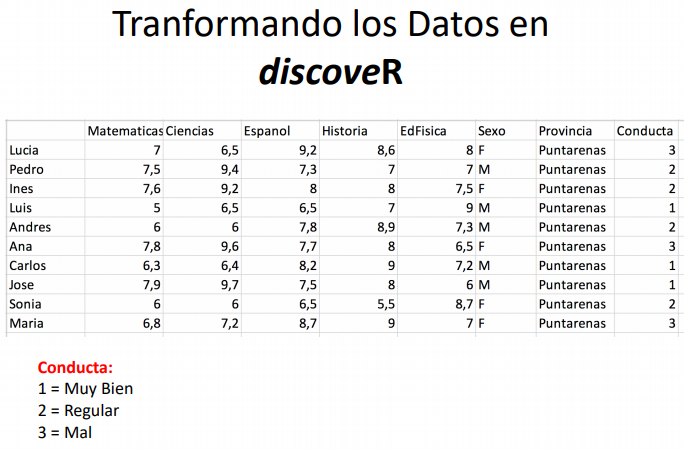 Tranformando los Datos en
discoveR
Matematicas Ciencias Espanol Historia EdFisica Sexo Provincia Conducta
Lucia 7 6,5 9,2 8,6 8 F Puntarenas 3
Pedro 7,5 9,4 7,3 7 7 M Puntarenas 2
Ines 7,6 9,2 8 8 7,5 F Puntarenas 2
Luis 5 6,5 6,5 7 9 M Puntarenas 1
Andres 6 6 7,8 8,9 7,3 M Puntarenas 2
Ana 7,8 9,6 7,7 8 6,5 F Puntarenas 3
Carlos 6,3 6,4 8,2 9 7,2 M Puntarenas 1
Jose 7,9 9,7 7,5 8 6 M Puntarenas 1
Sonia 6 6 6,5 5,5 8,7 F Puntarenas 2
Maria 6,8 7,2 8,7 9 7 F Puntarenas 3
Conducta:
1 = Muy Bien
2 = Regular
3 = Mal